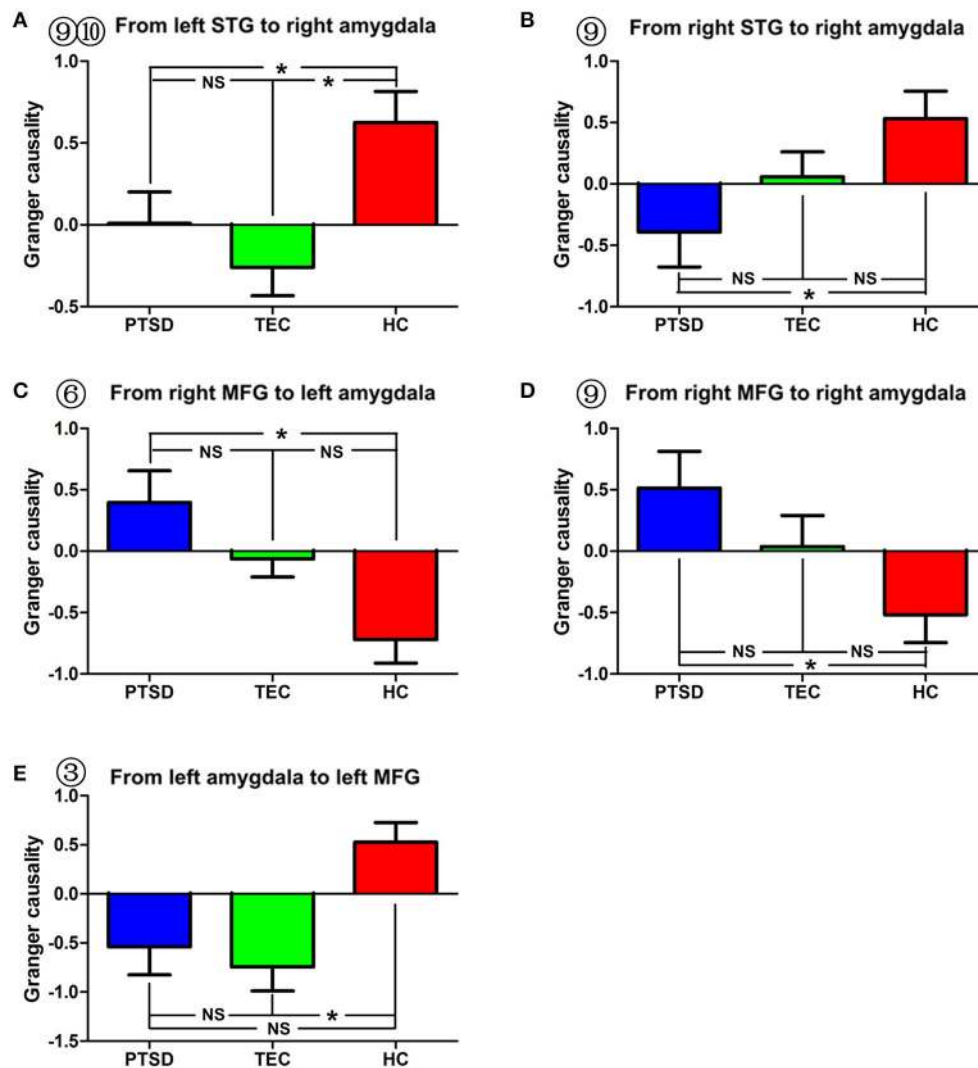 A ⑨⑩ From left STG to right amygdala
Granger causality
1.0
0.5
0.0
-0.5
*
NS *
PTSD TEC HC
B ⑨ From right STG to right amygdala
Granger causality
1.0
0.5
0.0
-0.5
-1.0
NS NS
*
PTSD TEC HC
C ⑥ From right MFG to left amygdala
Granger causality
1.0
0.5
0.0
-0.5
-1.0
*
NS NS
PTSD TEC HC
D ⑨ From right MFG to right amygdala
Granger causality
1.0
0.5
0.0
-0.5
-1.0
NS NS
*
PTSD TEC HC
E ③ From left amygdala to left MFG
Granger causality
1.0
0.5
0.0
-0.5
-1.0
-1.5
NS *
NS
PTSD TEC HC